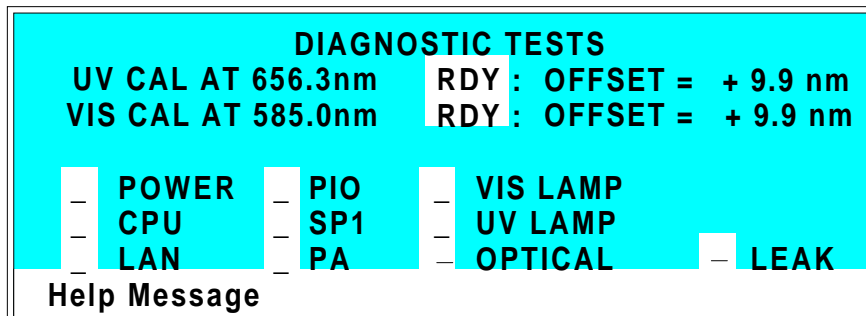 DIAGNOSTIC TESTS
UV CAL AT 656.3nm RDY : OFFSET = + 9.9 nm
VIS CAL AT 585.0nm RDY : OFFSET = + 9.9 nm
_ POWER _ PIO _ VIS LAMP
_ CPU _ SP1 _ UV LAMP
_ LAN _ PA _ OPTICAL _ LEAK
Help Message